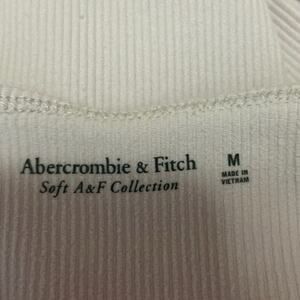 Abercrombie & Fitch
Soft A&F Collection
M
MADE IN
VIETNAM